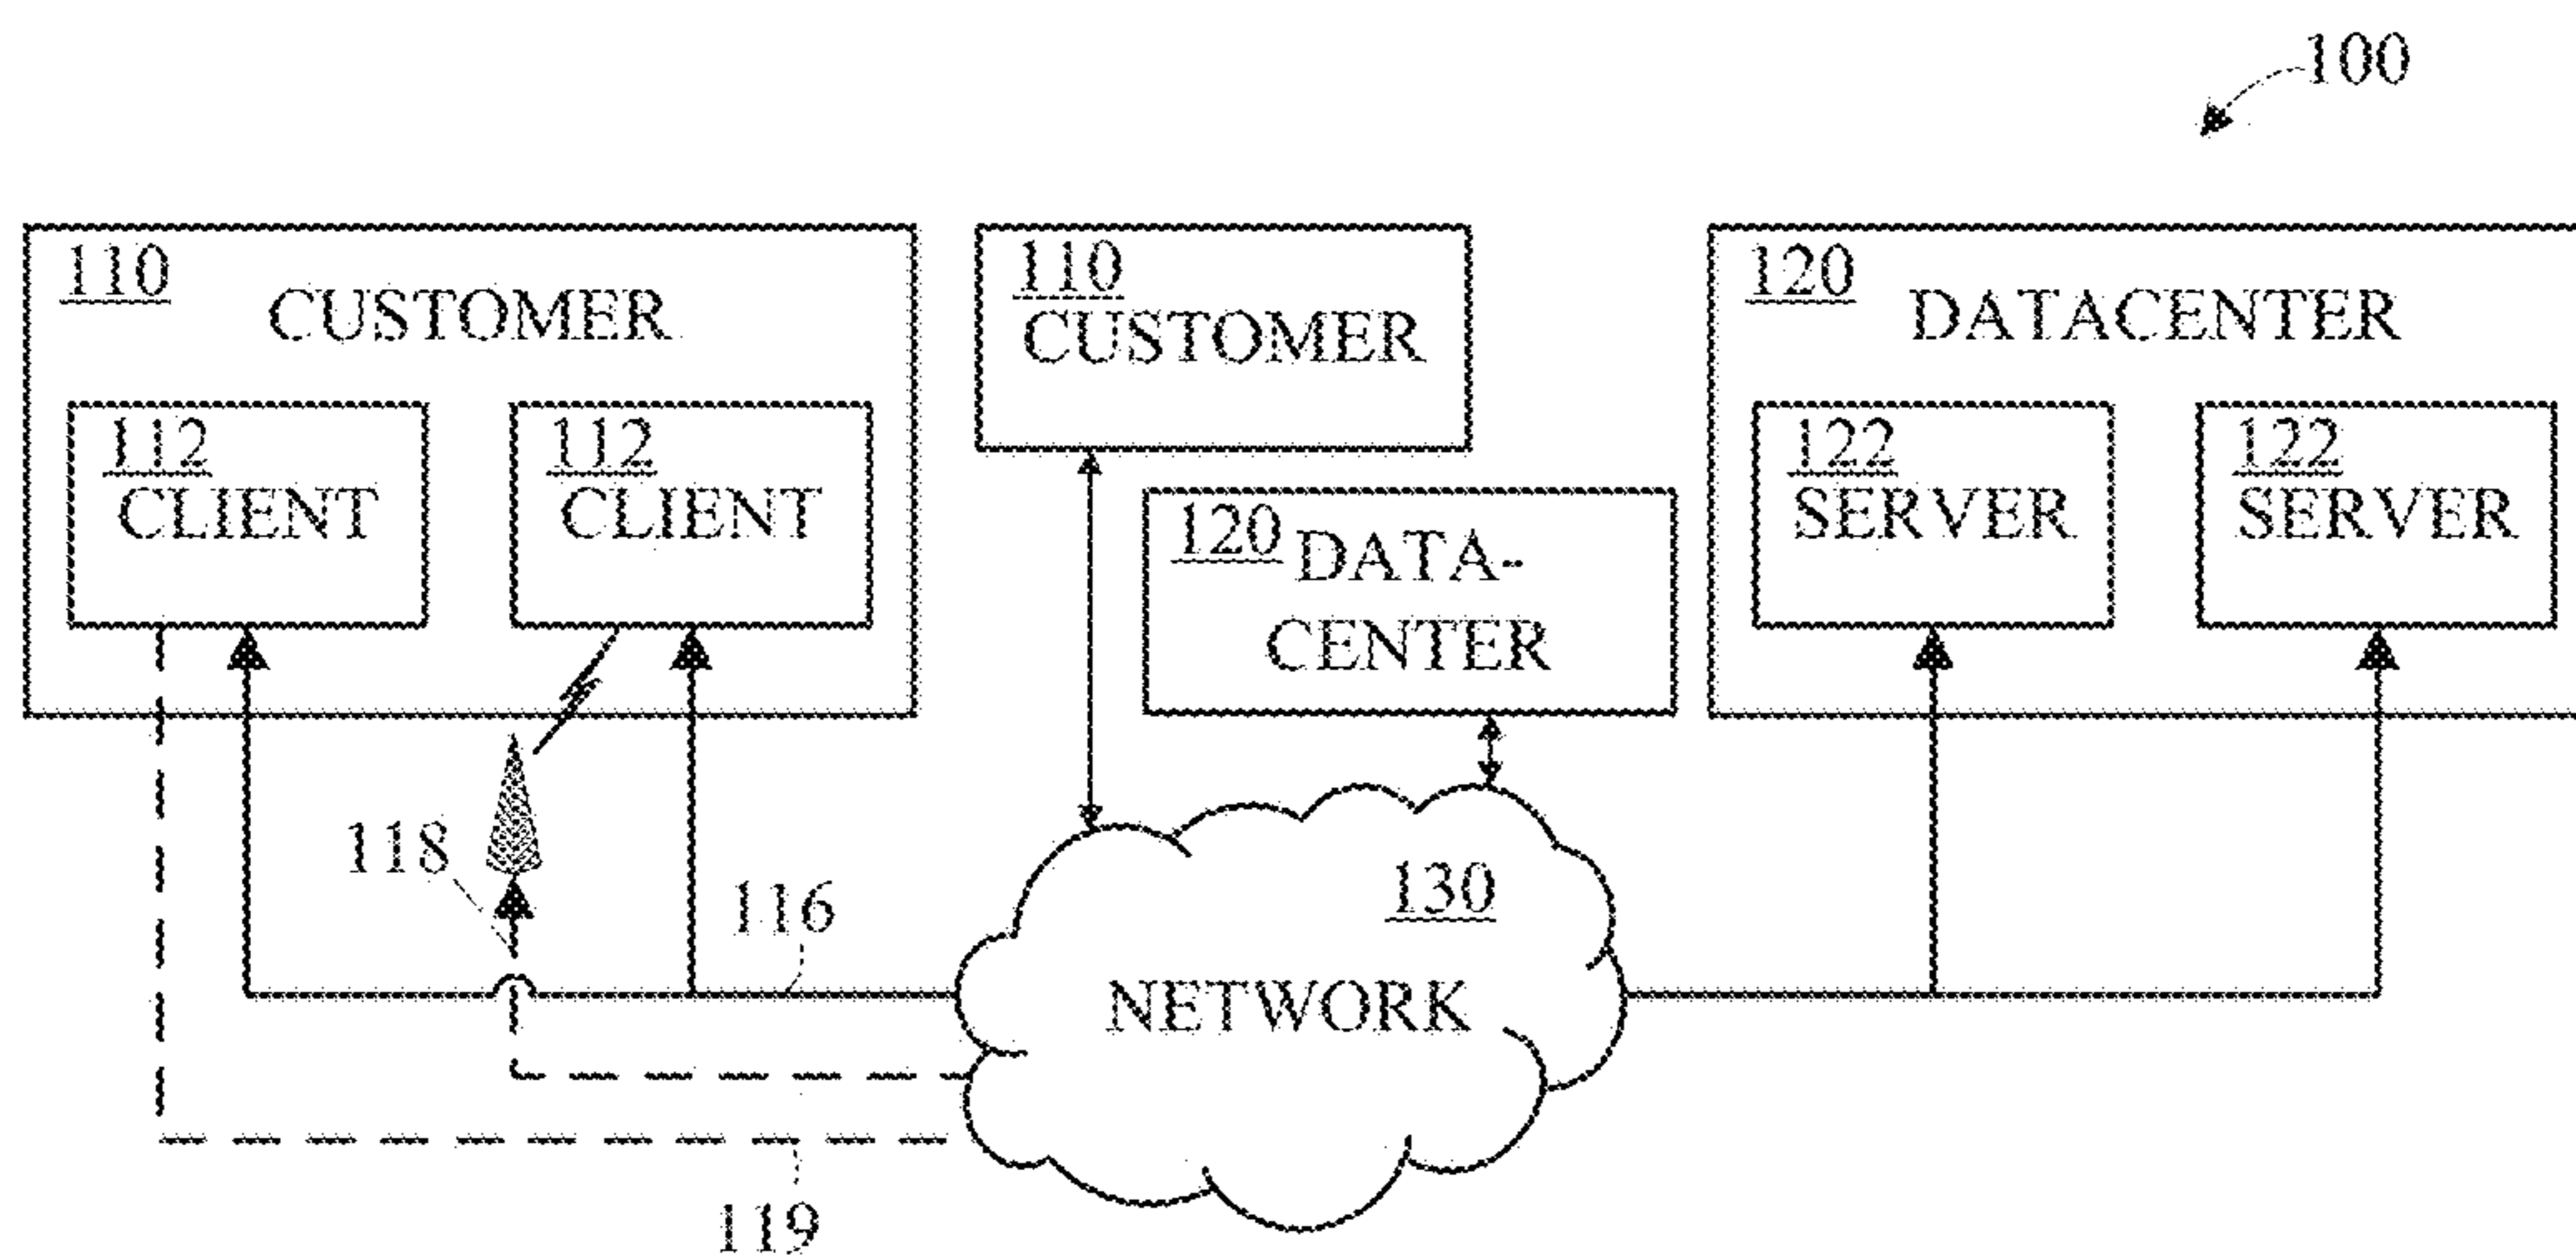 100
110
CUSTOMER
112
CLIENT
112
CLIENT
110
CUSTOMER
120
DATA-
CENTER
120
DATACENTER
122
SERVER
122
SERVER
118
116
130
NETWORK
119